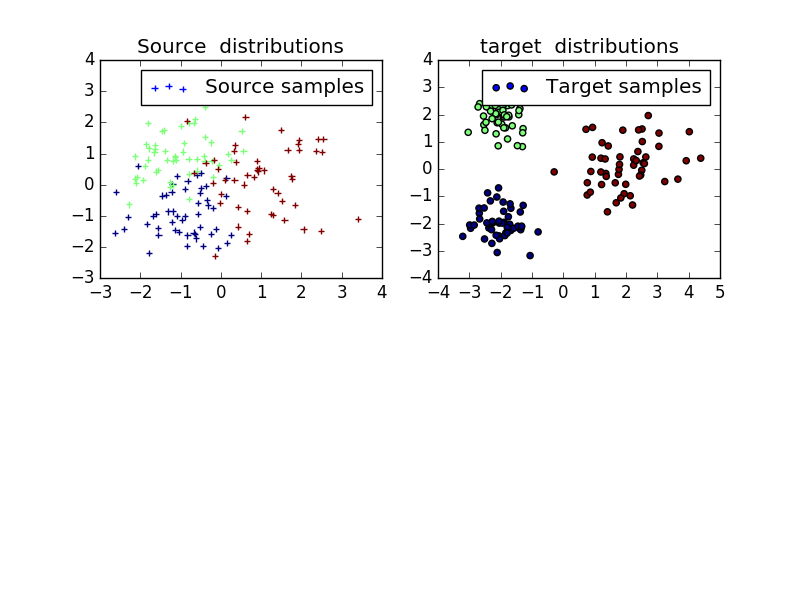 Source distributions
target distributions
Source samples
Target samples
4
3
2
1
0
−1
−2
−3
−3 −2 −1 0 1 2 3 4
4
3
2
1
0
−1
−2
−3
−4
−4 −3 −2 −1 0 1 2 3 4 5